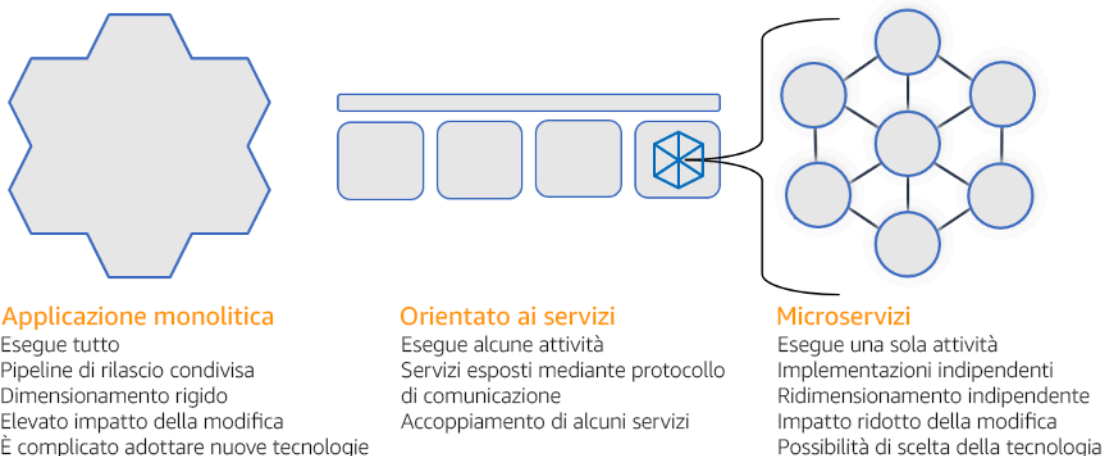 Applicazione monolitica
Esegue tutto
Pipeline di rilascio condivisa
Dimensionamento rigido
Elevato impatto della modifica
È complicato adottare nuove tecnologie
Orientato ai servizi
Esegue alcune attività
Servizi esposti mediante protocollo
di comunicazione
Accoppiamento di alcuni servizi
Microservizi
Esegue una sola attività
Implementazioni indipendenti
Ridimensionamento indipendente
Impatto ridotto della modifica
Possibilità di scelta della tecnologia